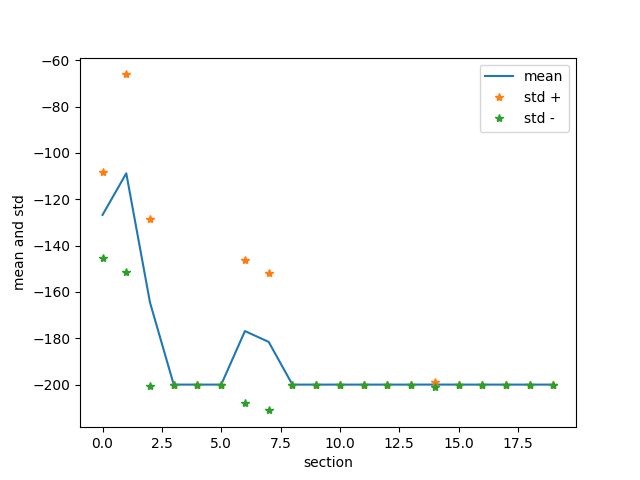 −60
−80
−100
−120
−140
−160
−180
−200
mean and std
0.0 2.5 5.0 7.5 10.0 12.5 15.0 17.5
section
mean
std +
std -